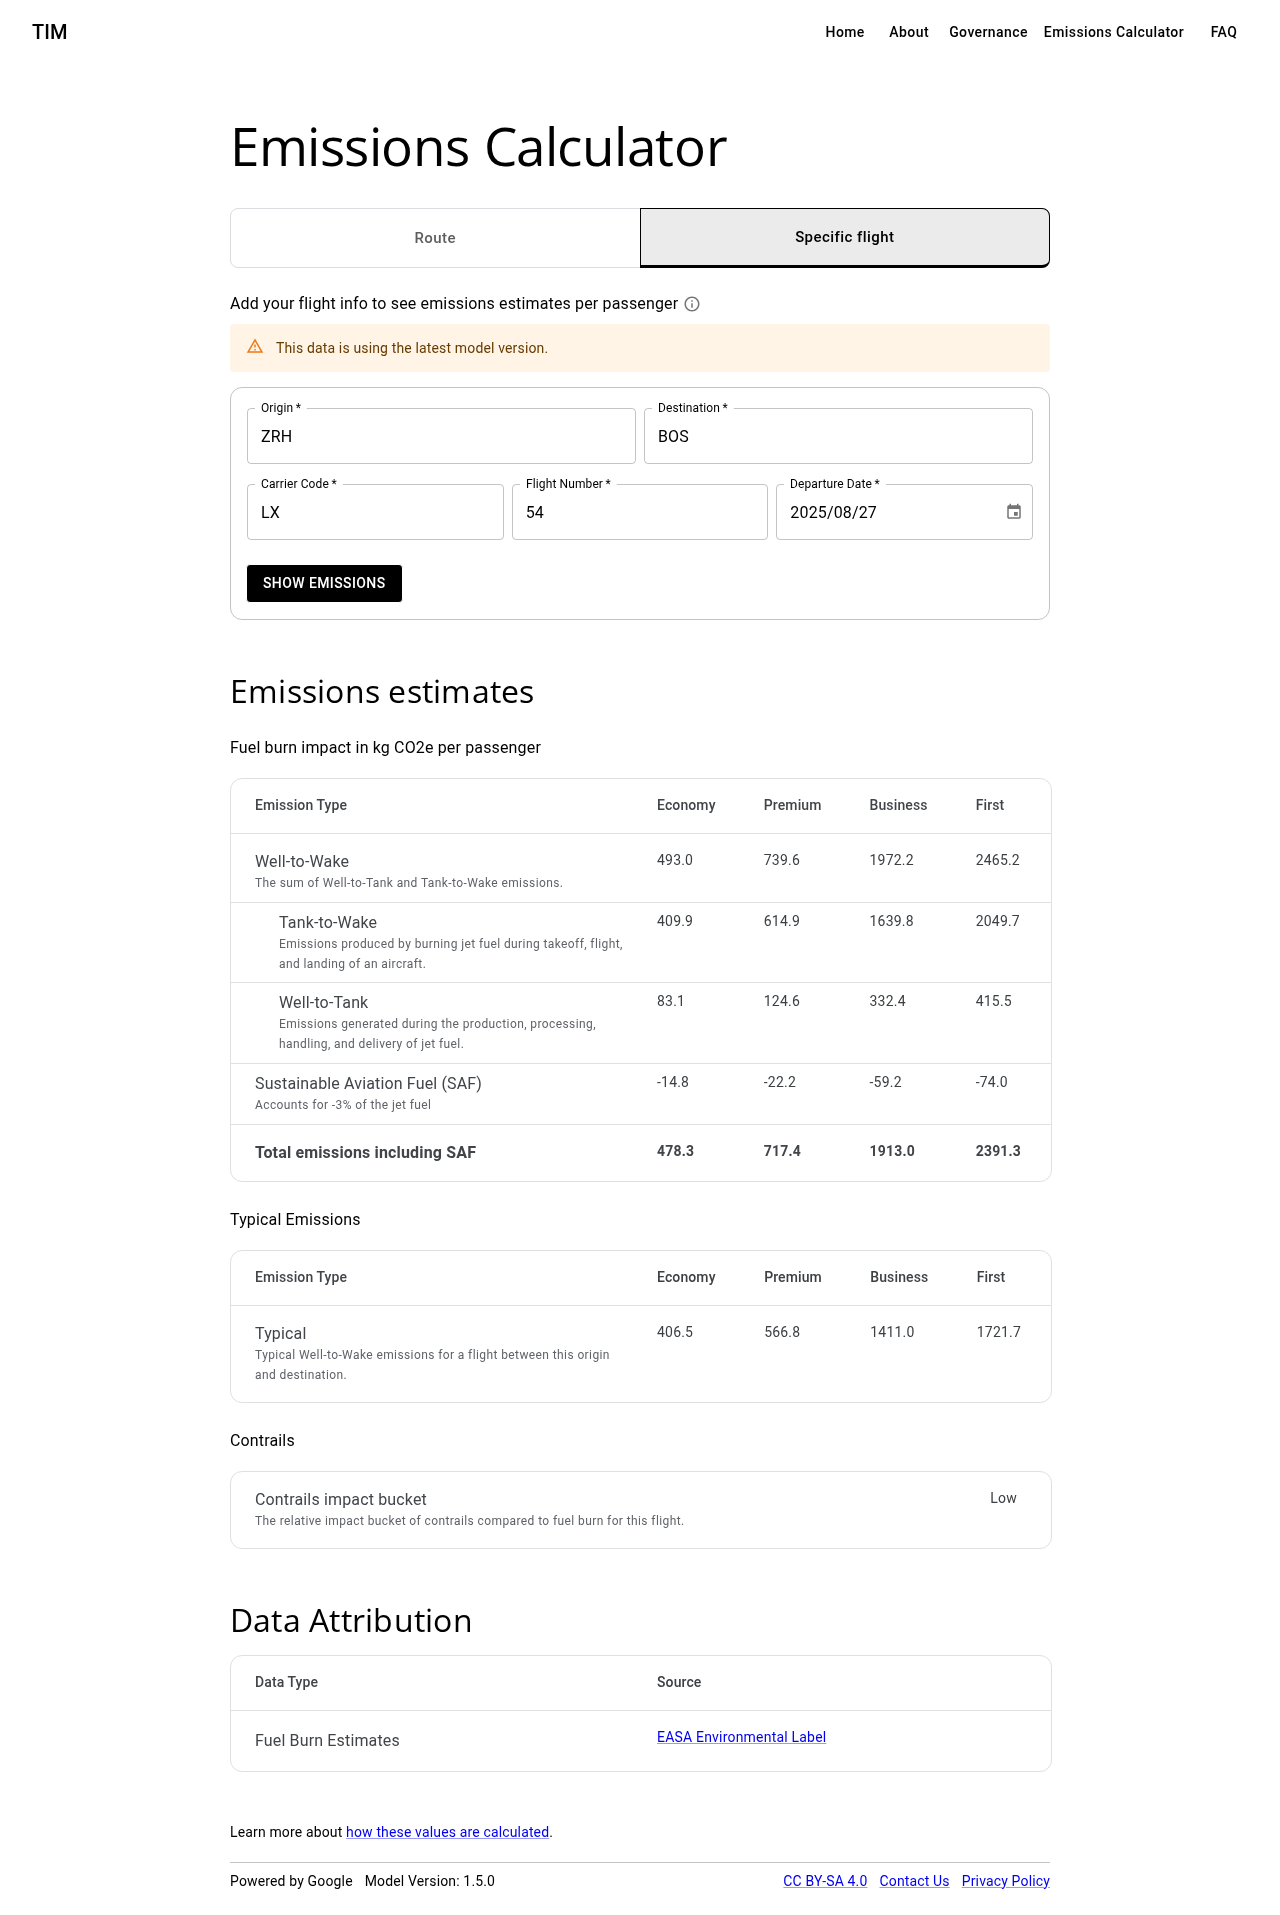 TIM
Home About Governance Emissions Calculator FAQ
Emissions Calculator
Route Specific flight
Add your flight info to see emissions estimates per passenger
This data is using the latest model version.
Origin * Destination *
ZRH BOS
Carrier Code * Flight Number * Departure Date *
LX 54 2025/08/27
SHOW EMISSIONS
Emissions estimates
Fuel burn impact in kg CO2e per passenger
Emission Type Economy Premium Business First
Well-to-Wake 493.0 739.6 1972.2 2465.2
The sum of Well-to-Tank and Tank-to-Wake emissions.
Tank-to-Wake 409.9 614.9 1639.8 2049.7
Emissions produced by burning jet fuel during takeoff, flight,
and landing of an aircraft.
Well-to-Tank 83.1 124.6 332.4 415.5
Emissions generated during the production, processing,
handling, and delivery of jet fuel.
Sustainable Aviation Fuel (SAF) -14.8 -22.2 -59.2 -74.0
Accounts for -3% of the jet fuel
Total emissions including SAF 478.3 717.4 1913.0 2391.3
Typical Emissions
Emission Type Economy Premium Business First
Typical 406.5 566.8 1411.0 1721.7
Typical Well-to-Wake emissions for a flight between this origin
and destination.
Contrails
Contrails impact bucket Low
The relative impact bucket of contrails compared to fuel burn for this flight.
Data Attribution
Data Type Source
Fuel Burn Estimates EASA Environmental Label
Learn more about how these values are calculated.
Powered by Google Model Version: 1.5.0 CC BY-SA 4.0 Contact Us Privacy Policy